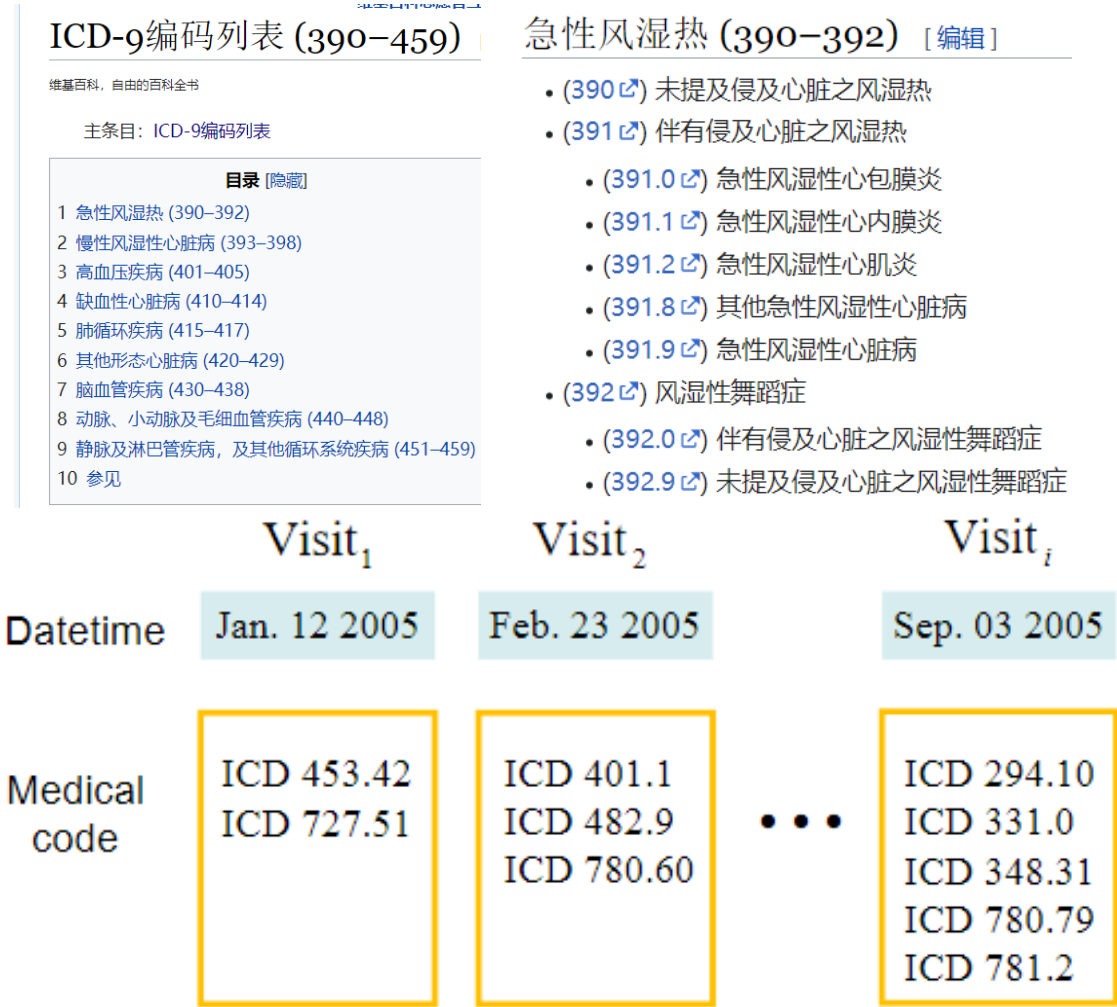 ICD-9编码列表 (390–459)
维基百科，自由的百科全书
主条目：ICD-9编码列表
目录 [隐藏]
1 急性风湿热 (390–392)
2 慢性风湿性心脏病 (393–398)
3 高血压疾病 (401–405)
4 缺血性心脏病 (410–414)
5 肺循环疾病 (415–417)
6 其他形态心脏病 (420–429)
7 脑血管疾病 (430–438)
8 动脉、小动脉及毛细血管疾病 (440–448)
9 静脉及淋巴管疾病，及其他循环系统疾病 (451–459)
10 参见
急性风湿热 (390–392) [编辑]
• (390) 未提及侵及心脏之风湿热
• (391) 伴有侵及心脏之风湿热
• (391.0) 急性风湿性心包膜炎
• (391.1) 急性风湿性心内膜炎
• (391.2) 急性风湿性心肌炎
• (391.8) 其他急性风湿性心脏病
• (391.9) 急性风湿性心脏病
• (392) 风湿性舞蹈症
• (392.0) 伴有侵及心脏之风湿性舞蹈症
• (392.9) 未提及侵及心脏之风湿性舞蹈症
Visit1 Visit2 Visiti
Datetime Jan. 12 2005 Feb. 23 2005 Sep. 03 2005
Medical code
ICD 453.42
ICD 727.51
ICD 401.1
ICD 482.9
ICD 780.60
•••
ICD 294.10
ICD 331.0
ICD 348.31
ICD 780.79
ICD 781.2